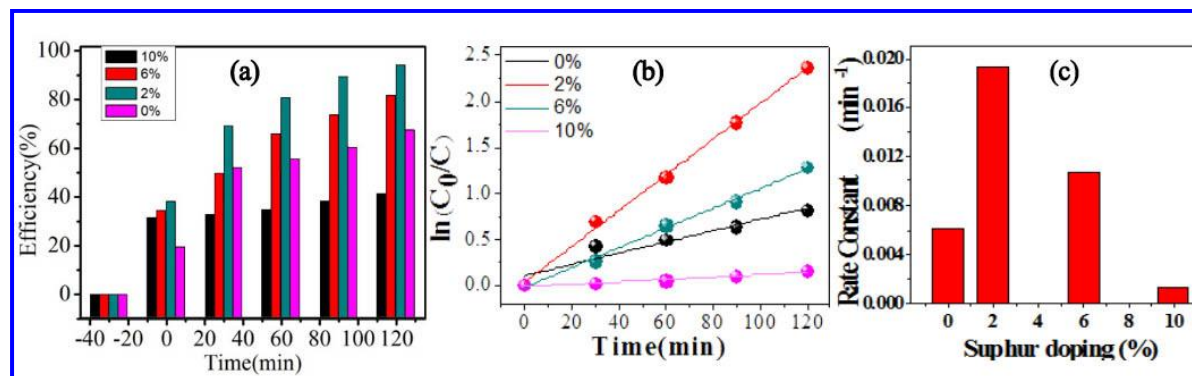 (a)
10%
6%
2%
0%
Efficiency(%)
100
80
60
40
20
0
-40 -20 0 20 40 60 80 100 120
Time(min)
(b)
0%
2%
6%
10%
ln (C0/C)
2.5
2.0
1.5
1.0
0.5
0.0
0 20 40 60 80 100 120
Time(min)
(c)
Rate Constant (min-1)
0.020
0.016
0.012
0.008
0.004
0.000
0 2 4 6 8 10
Suphur doping (%)